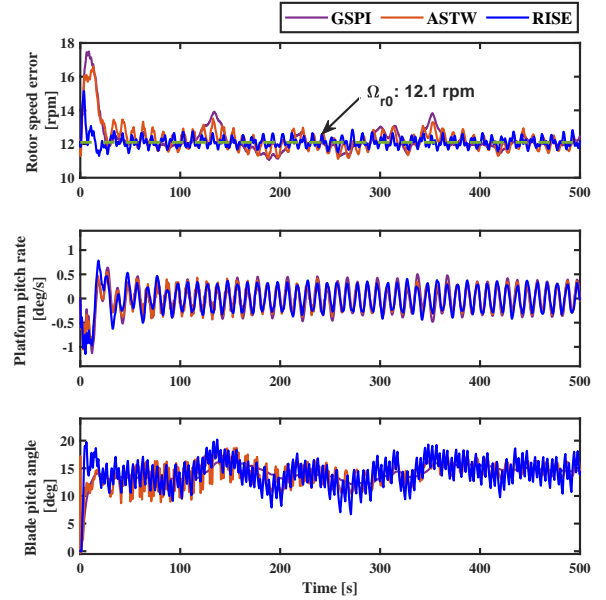 GSPI ASTW RISE
18
16
14
12
10
Rotor speed error
[rpm]
Ω_r0: 12.1 rpm
0 100 200 300 400 500
1
0.5
0
-0.5
-1
Platform pitch rate
[deg/s]
0 100 200 300 400 500
20
15
10
5
0
Blade pitch angle
[deg]
0 100 200 300 400 500
Time [s]